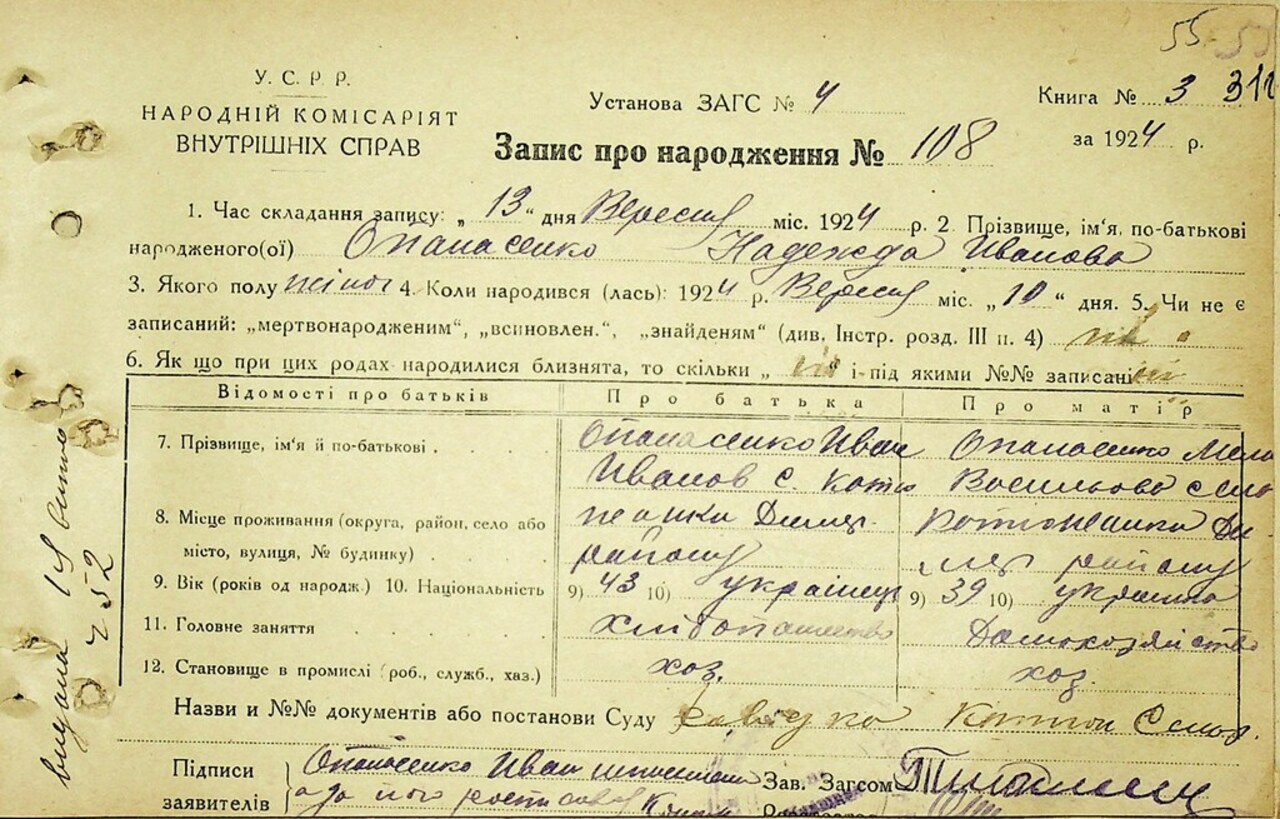 55
У. С. Р. Р.
НАРОДНІЙ КОМІСАРІЯТ
ВНУТРІШНІХ СПРАВ
Установа ЗАГС № 4
Книга № 3 312
за 1924 р.
Запис про народження № 108
1. Час складання запису: „ 13 “ дня Вересня міс. 1924 р. 2. Прізвище, ім'я, по-батькові
народженого(ої) Опанасенко Надежда Иванова
3. Якого полу жіноч 4. Коли народився (лась): 1924 р. Вересня міс. „ 10 “ дня. 5. Чи не є
записаний: „мертвонародженим“, „всиновлен.“, „знайденям“ (див. Інстр. розд. III п. 4) ні
6. Як що при цих родах народилися близнята, то скільки „ ні “ і під якими №№ записані ні
Відомості про батьків Про батька Про матір
7. Прізвище, ім'я й по-батькові Опанасенко Иван Опанасенко
Иванов с. Васильова село
8. Місце проживання (округа, район, село або
місто, вулиця, № будинку)
району району
9. Вік (років од народж.) 10. Національність 9) 43 10) українець 9) 39 10) українка
11. Головне заняття хлібопашество Домохозяйство
12. Становище в промислі (роб., служб., хаз.) хоз. хоз.
Назви и №№ документів або постанови Суду
Підписи
заявителів
Опанасенко Иван
Зав. Загсом
видана